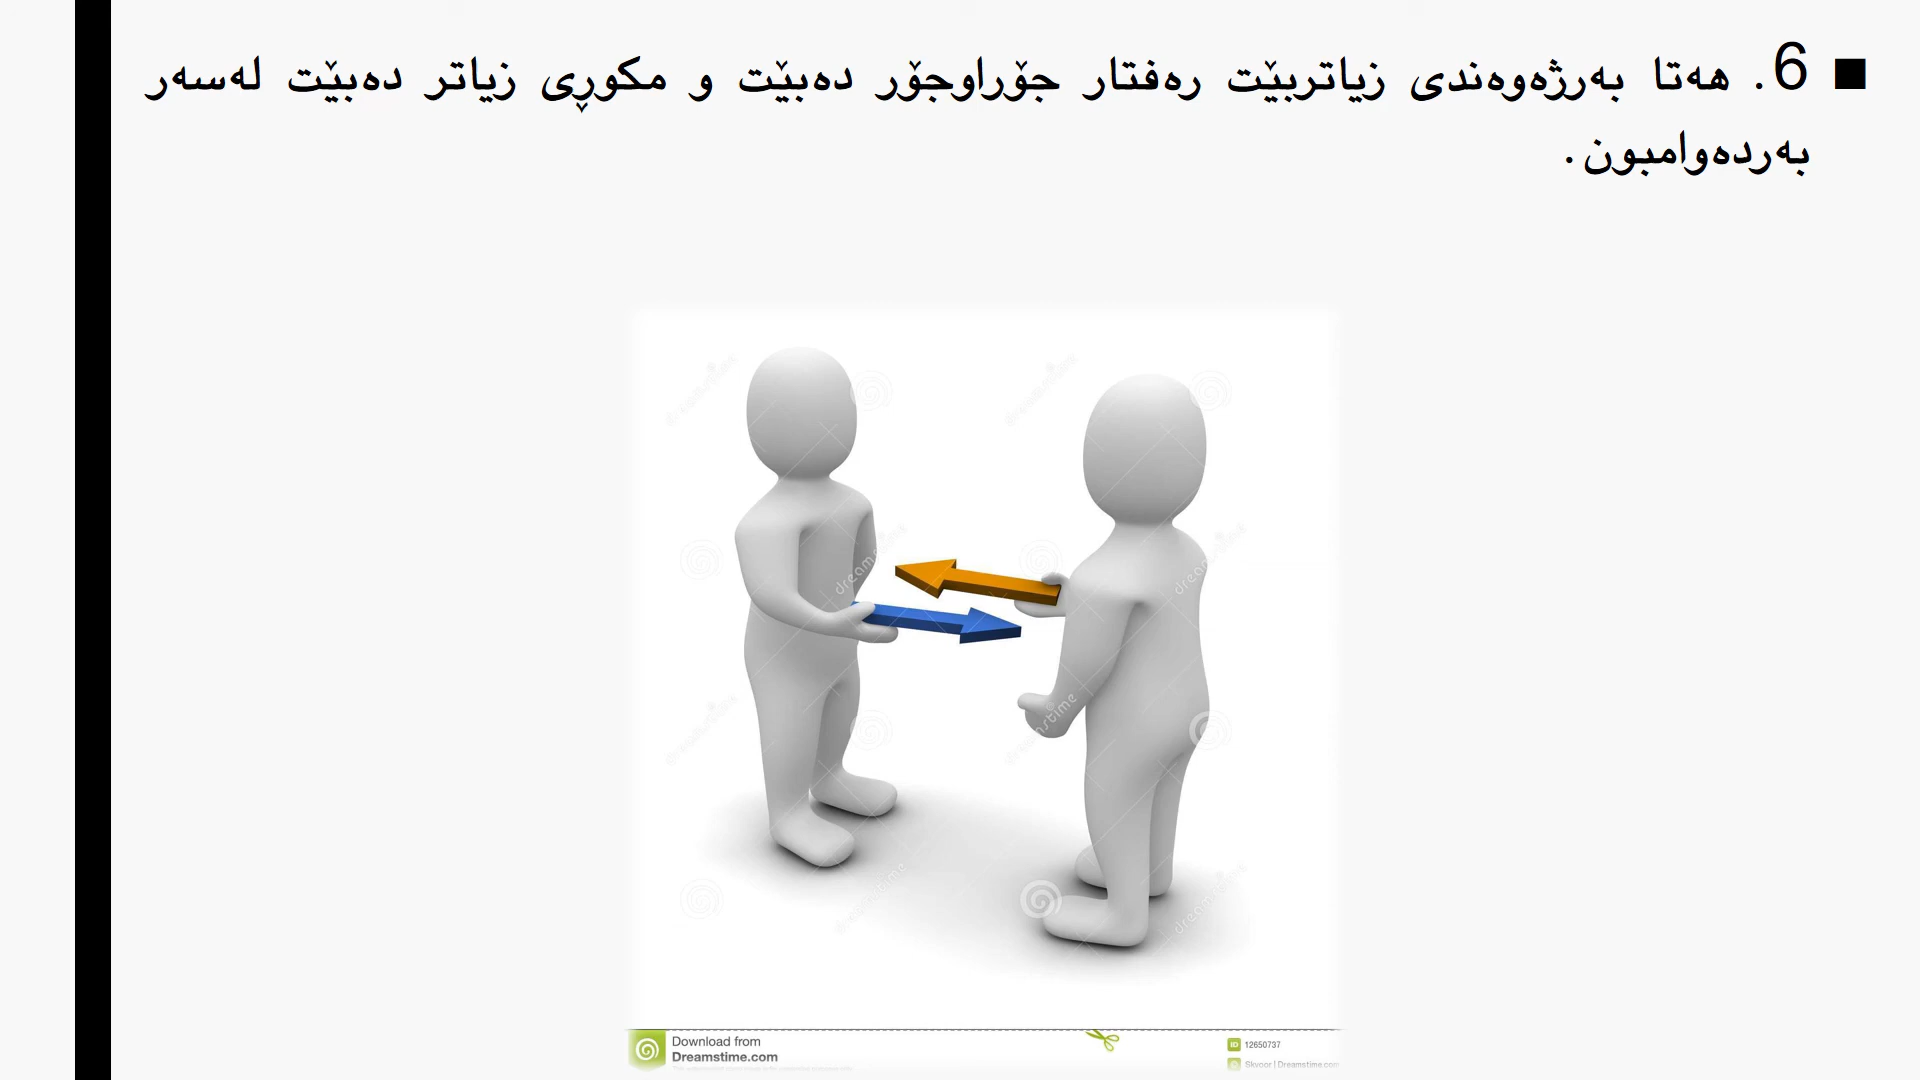 ■ 6. هەتا بەرژەوەندی زیاتربێت رەفتار جۆراوجۆر دەبێت و مکوڕی زیاتر دەبێت لەسەر
بەردەوامبون.
Download from
Dreamstime.com
ID 12650737
Skvoor | Dreamstime.com